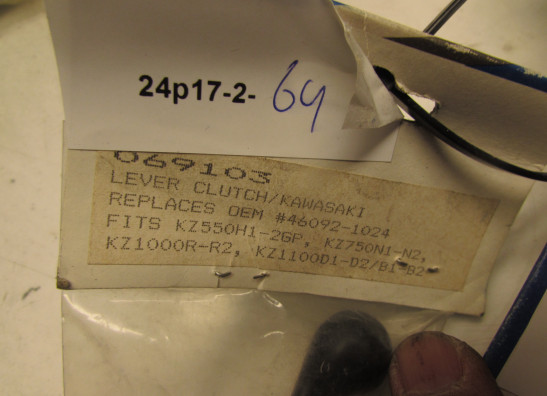 24p17-2- 64
069103
LEVER CLUTCH/KAWASAKI
REPLACES OEM #46092-1024
FITS KZ550H1-2GP, KZ750N1-N2,
KZ1000R-R2, KZ1100D1-D2/B1-B2